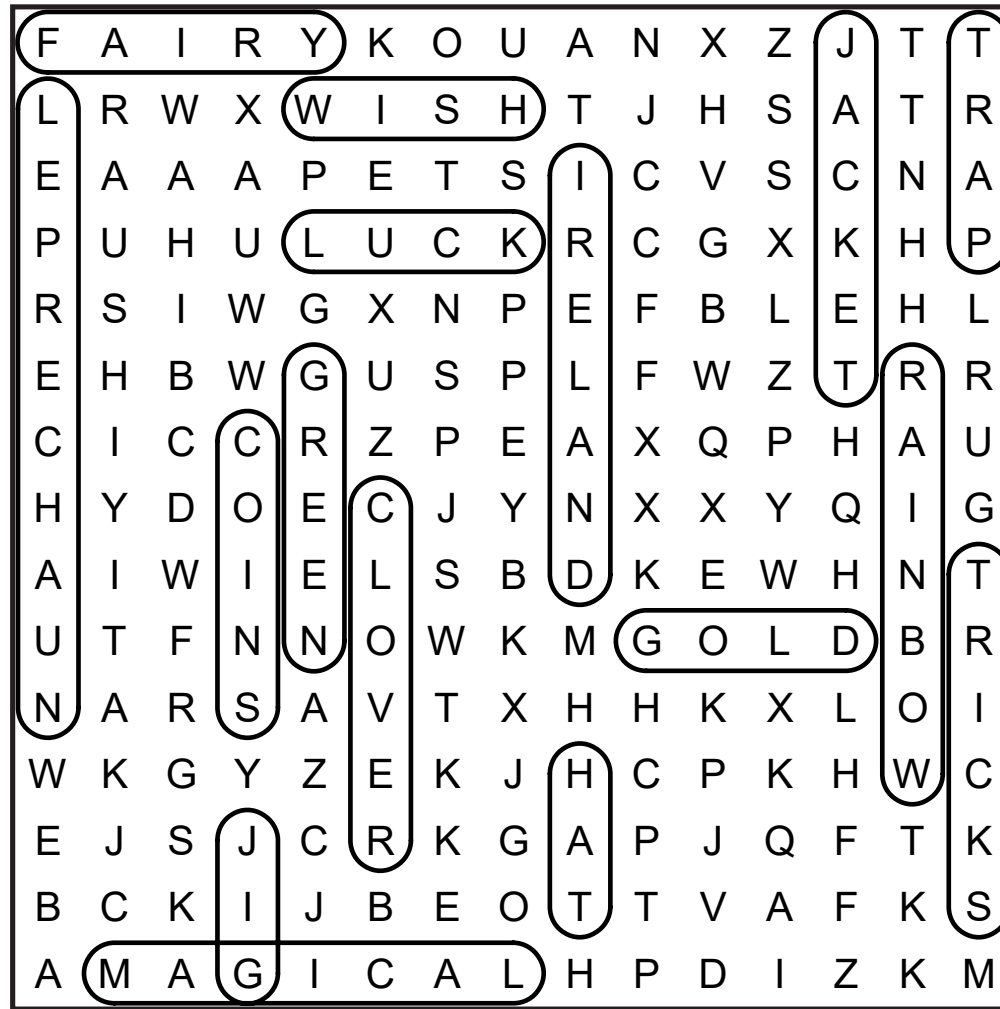 F A I R Y K O U A N X Z J T T
L R W X W I S H T J H S A T R
E A A A P E T S I C V S C N A
P U H U L U C K R C G X K H P
R S I W G X N P E F B L E H L
E H B W G U S P L F W Z T R R
C I C C R Z P E A X Q P H A U
H Y D O E C J Y N X X Y Q I G
A I W I E L S B D K E W H N T
U T F N N O W K M G O L D B R
N A R S A V T X H H K X L O I
W K G Y Z E K J H C P K H W C
E J S J C R K G A P J Q F T K
B C K I J B E O T T V A F K S
A M A G I C A L H P D I Z K M